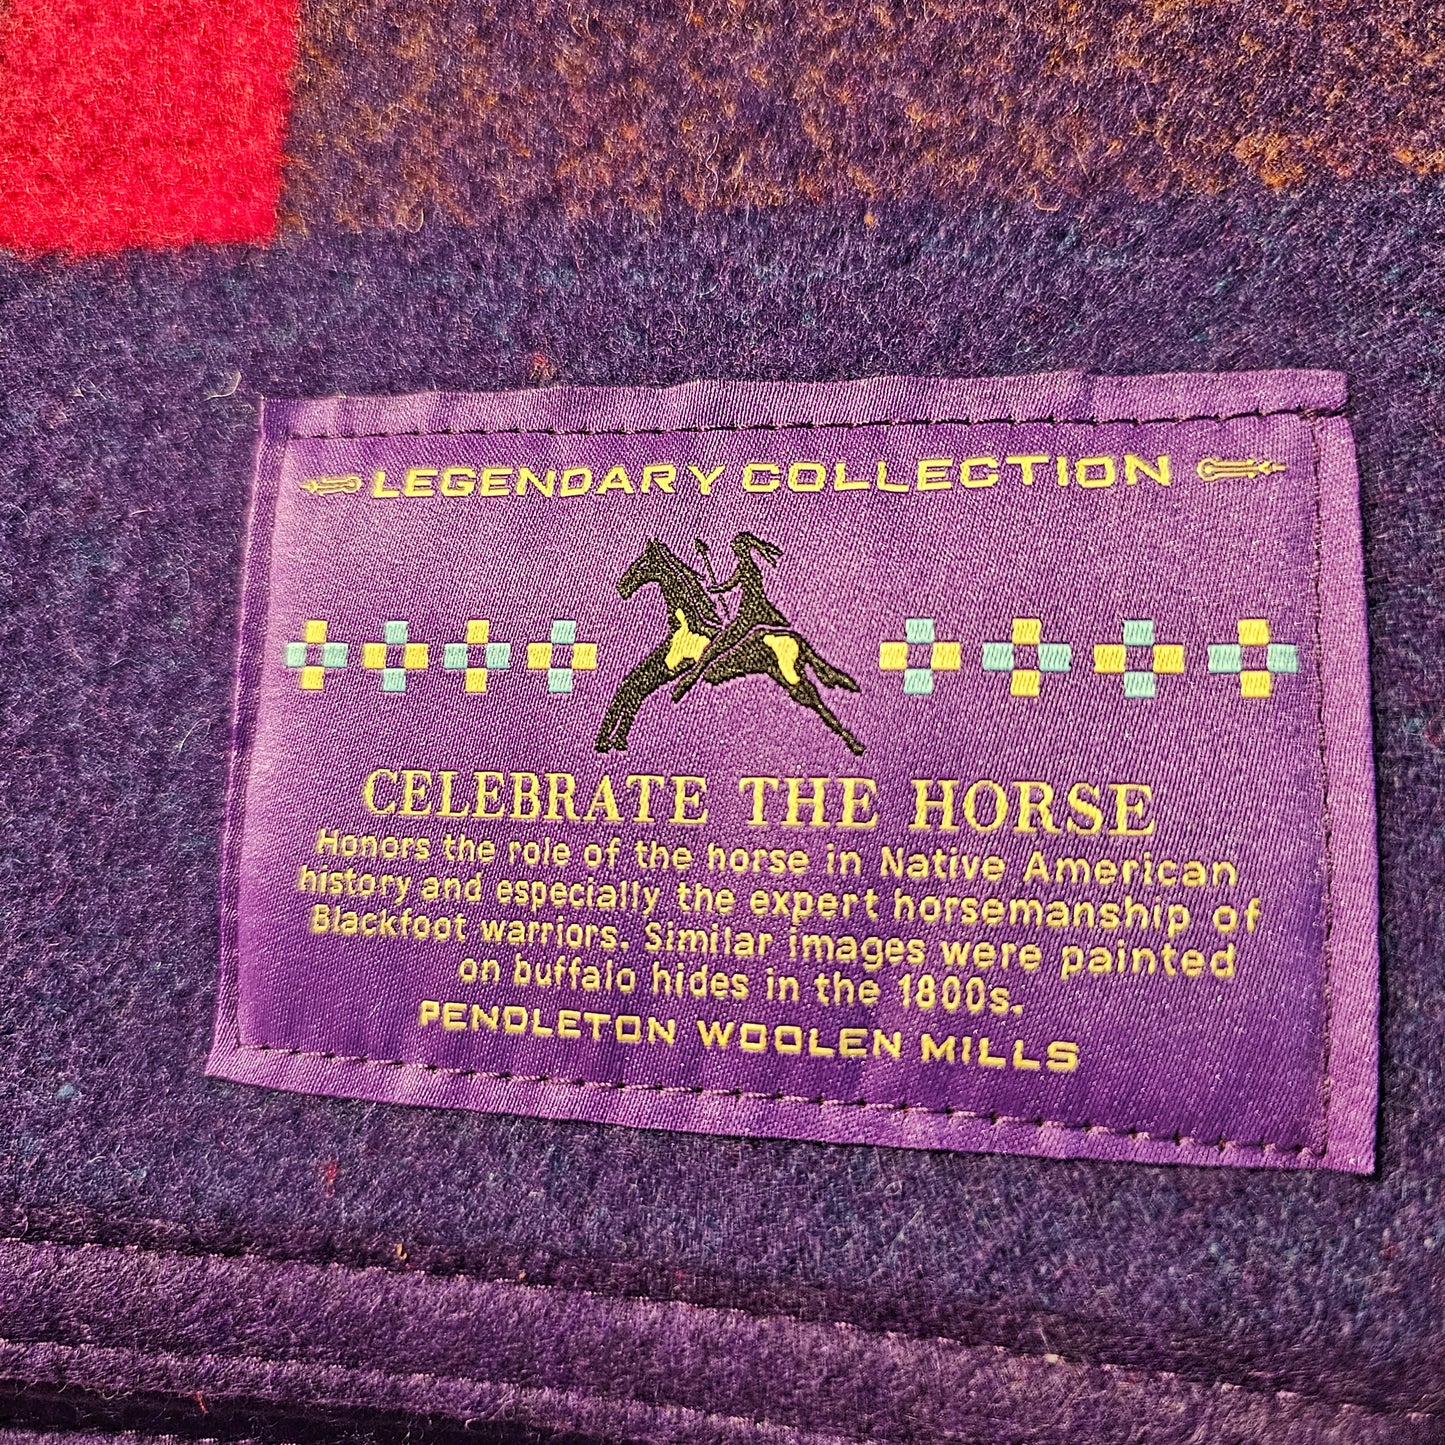 LEGENDARY COLLECTION
CELEBRATE THE HORSE
Honors the role of the horse in Native American
history and especially the expert horsemanship of
Blackfoot warriors. Similar images were painted
on buffalo hides in the 1800s.
PENDLETON WOOLEN MILLS